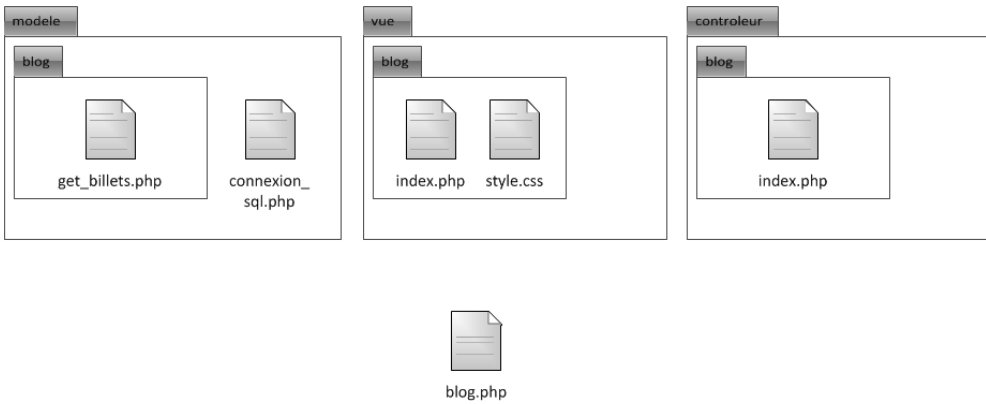 modele
blog
get_billets.php
connexion_
sql.php
vue
blog
index.php
style.css
controleur
blog
index.php
blog.php